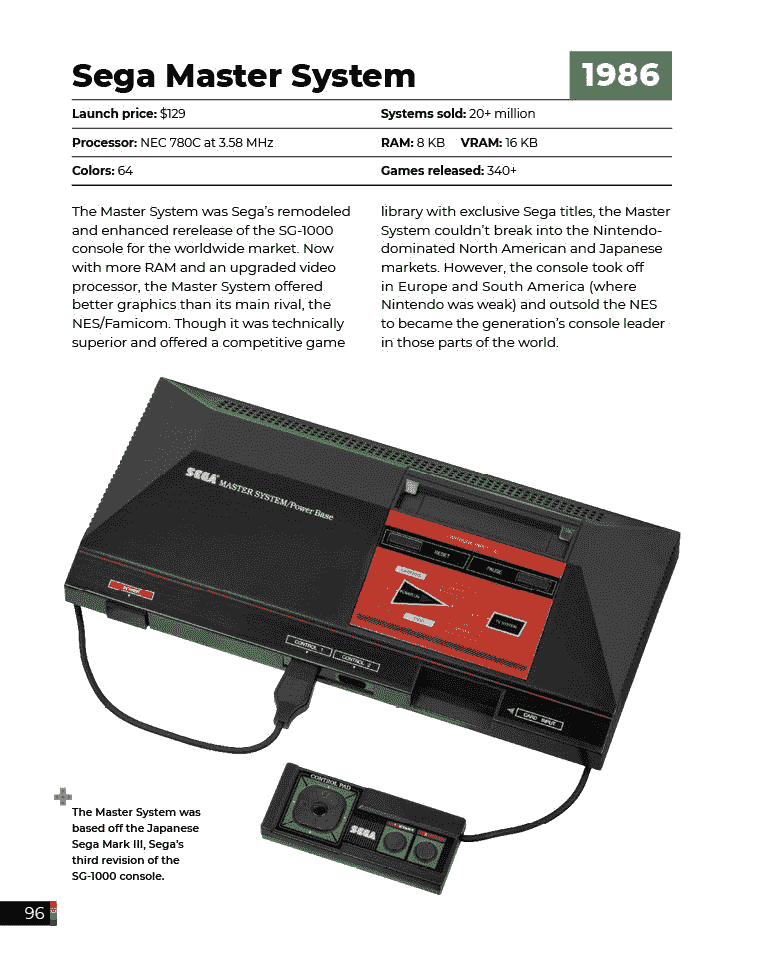 Sega Master System
1986
Launch price: $129
Systems sold: 20+ million
Processor: NEC 780C at 3.58 MHz
RAM: 8 KB VRAM: 16 KB
Colors: 64
Games released: 340+
The Master System was Sega's remodeled
and enhanced rerelease of the SG-1000
console for the worldwide market. Now
with more RAM and an upgraded video
processor, the Master System offered
better graphics than its main rival, the
NES/Famicom. Though it was technically
superior and offered a competitive game
library with exclusive Sega titles, the Master
System couldn't break into the Nintendo-
dominated North American and Japanese
markets. However, the console took off
in Europe and South America (where
Nintendo was weak) and outsold the NES
to became the generation's console leader
in those parts of the world.
SEGA MASTER SYSTEM/Power Base
RESET
PAUSE
POWER ON
TV SYSTEM
POWER
CONTROL 1
CONTROL 2
CARD INPUT
CONTROL PAD
SEGA
The Master System was
based off the Japanese
Sega Mark III, Sega's
third revision of the
SG-1000 console.
96